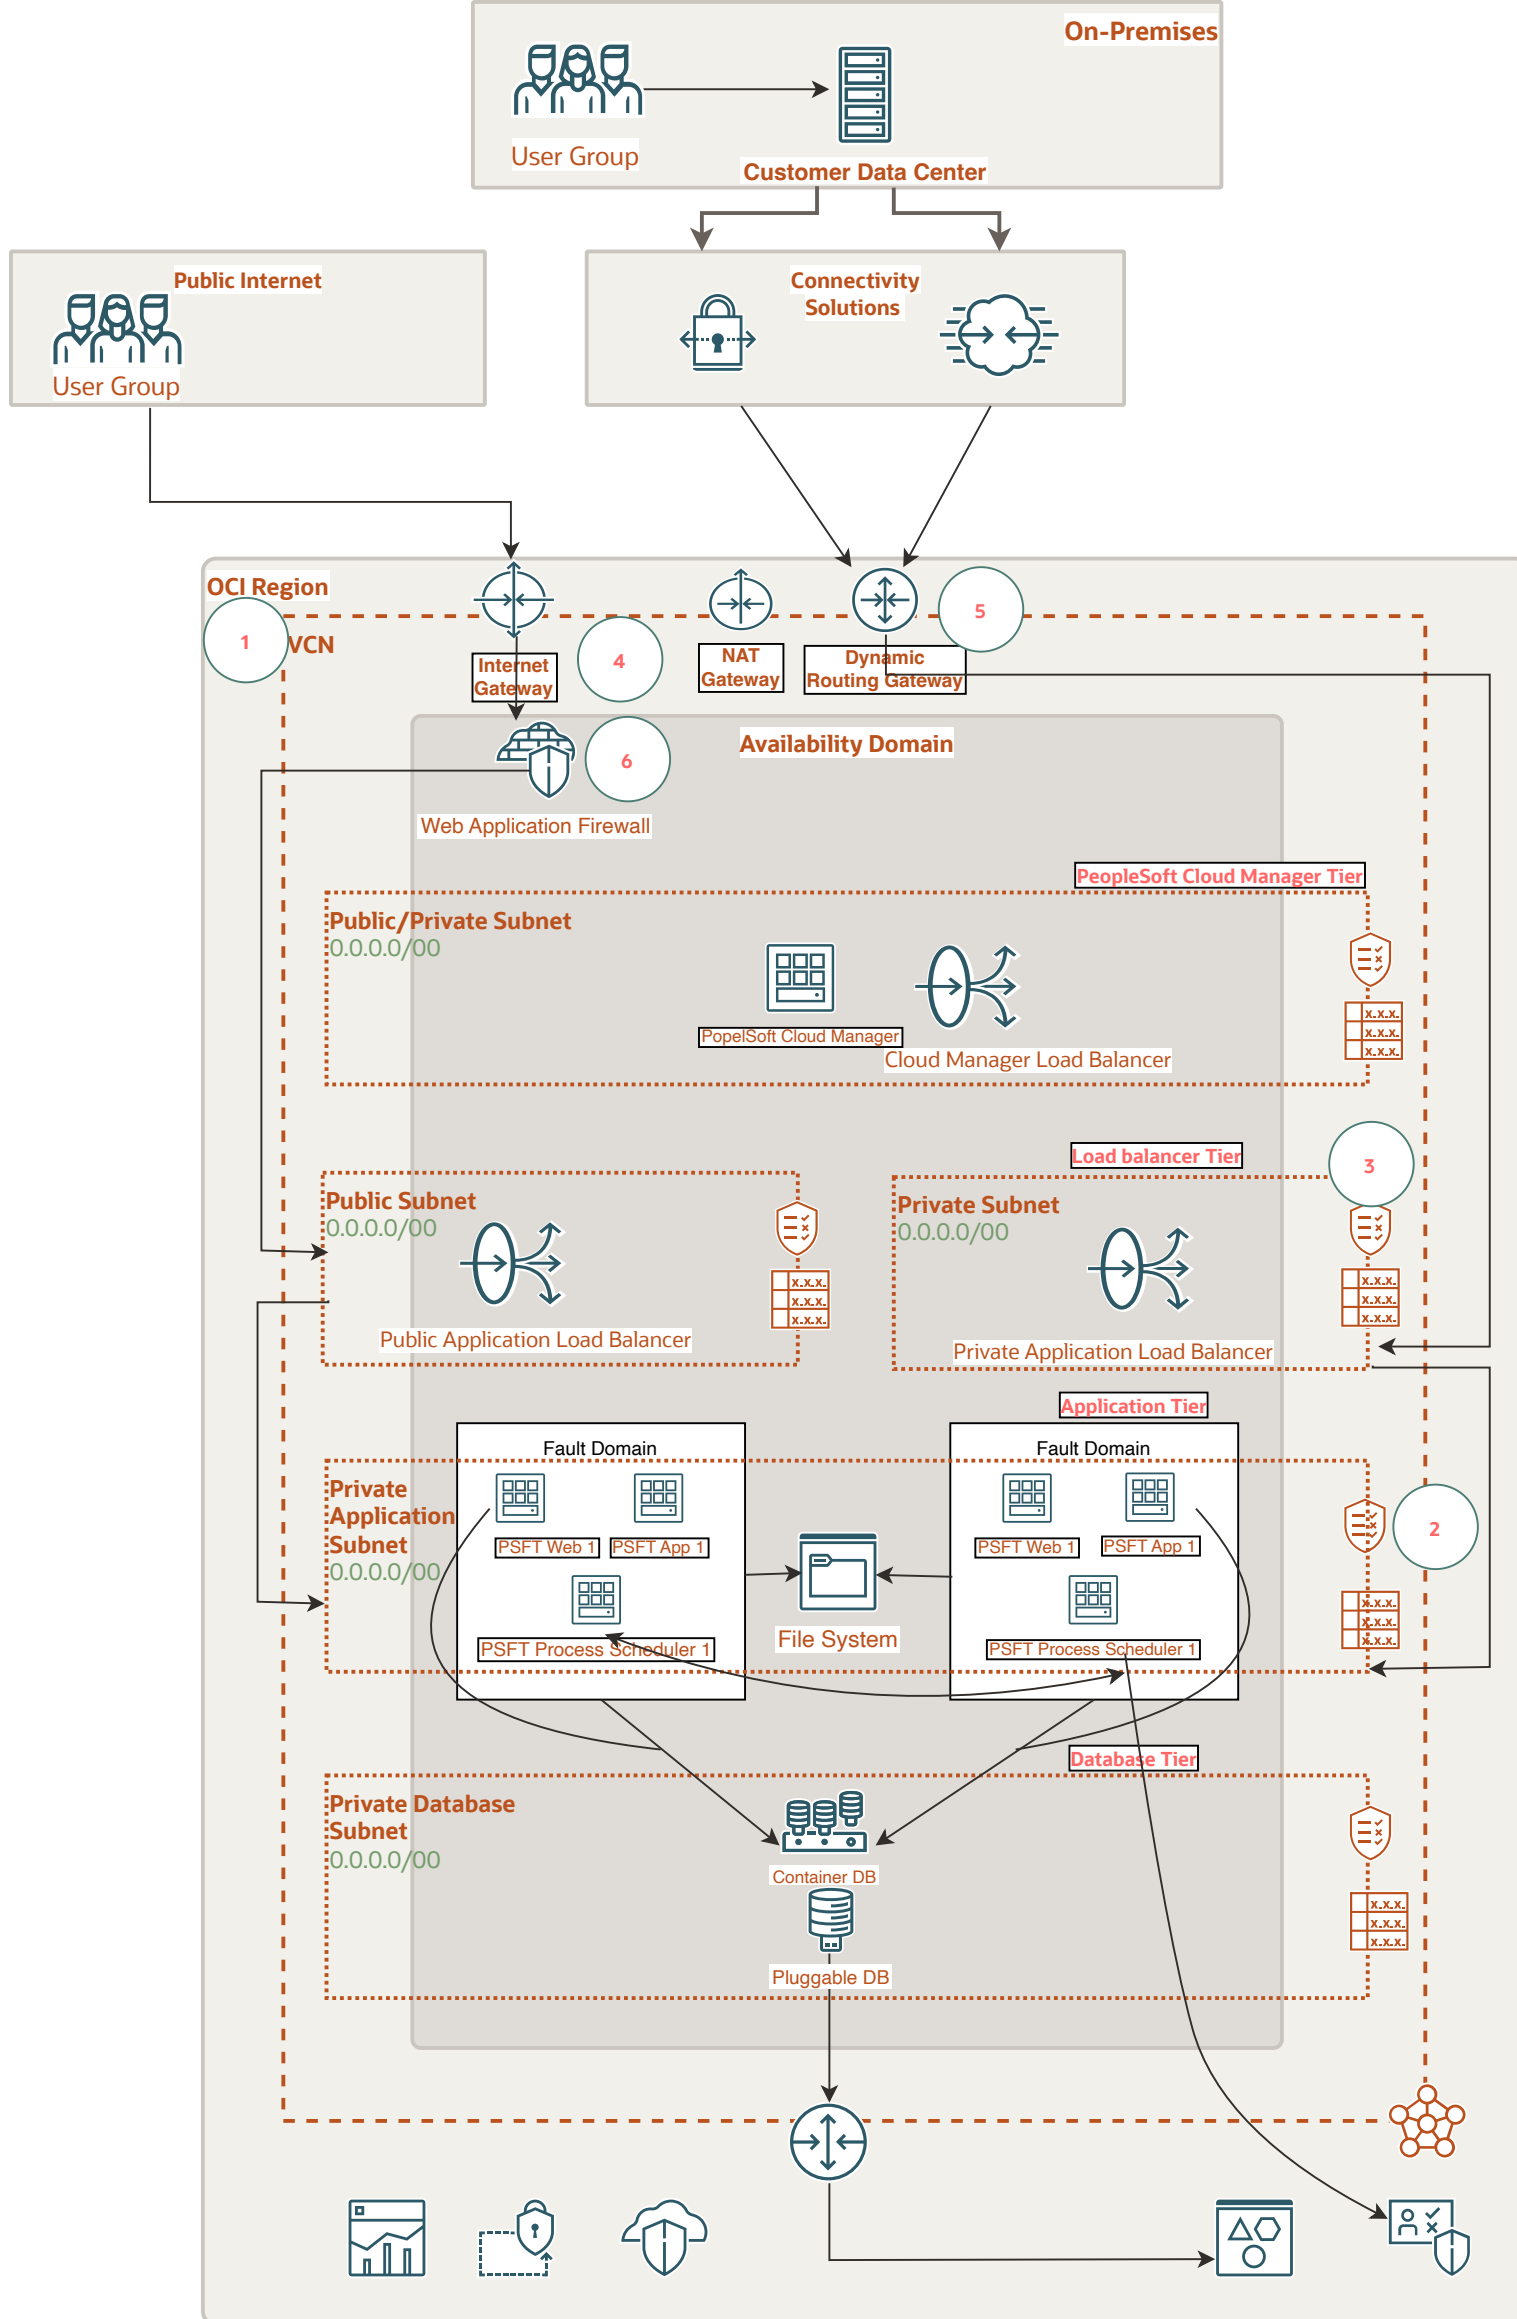 On-Premises
User Group
Customer Data Center
Public Internet
User Group
Connectivity
Solutions
OCI Region
1
VCN
Internet
Gateway
4
NAT
Gateway
Dynamic
Routing Gateway
5
6
Availability Domain
Web Application Firewall
PeopleSoft Cloud Manager Tier
Public/Private Subnet
0.0.0.0/00
PopelSoft Cloud Manager
Cloud Manager Load Balancer
x.x.x.
x.x.x.
x.x.x.
Load balancer Tier
3
Public Subnet
0.0.0.0/00
Public Application Load Balancer
x.x.x.
x.x.x.
x.x.x.
Private Subnet
0.0.0.0/00
Private Application Load Balancer
x.x.x.
x.x.x.
x.x.x.
Application Tier
Private
Application
Subnet
0.0.0.0/00
Fault Domain
PSFT Web 1
PSFT App 1
PSFT Process Scheduler 1
File System
Fault Domain
PSFT Web 1
PSFT App 1
PSFT Process Scheduler 1
2
x.x.x.
x.x.x.
x.x.x.
Database Tier
Private Database
Subnet
0.0.0.0/00
Container DB
Pluggable DB
x.x.x.
x.x.x.
x.x.x.